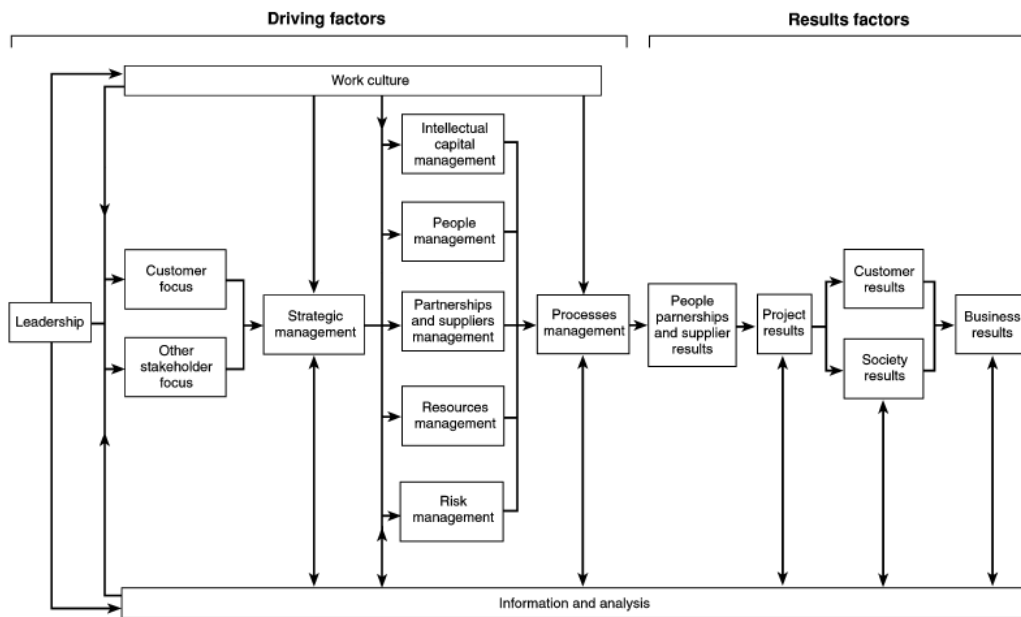 Driving factors
Results factors
Work culture
Intellectual
capital
management
People
management
Customer
focus
Customer
results
Leadership
Strategic
management
Partnerships
and suppliers
management
Processes
management
People
parnerships
and supplier
results
Project
results
Business
results
Other
stakeholder
focus
Society
results
Resources
management
Risk
management
Information and analysis